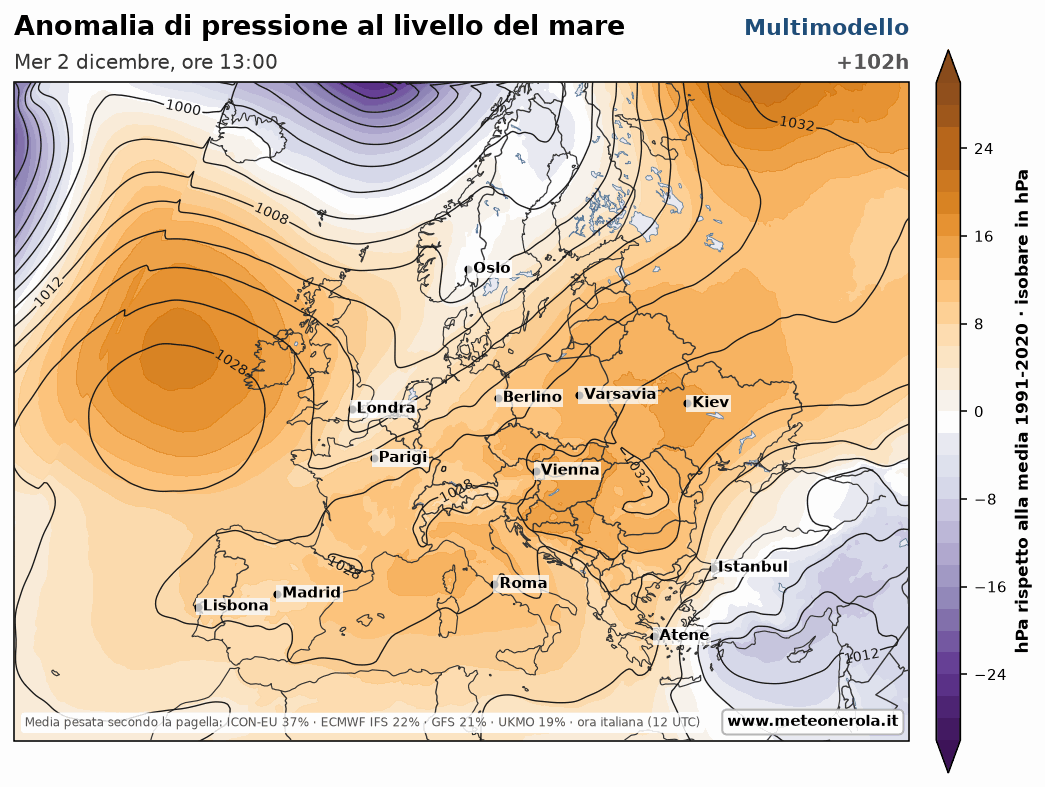 Anomalia di pressione al livello del mare
Multimodello
Mer 2 dicembre, ore 13:00
+102h
1000
1032
1008
1012
Oslo
1028
Londra
Berlino
Varsavia
Kiev
Parigi
Vienna
1032
1028
1028
Madrid
Lisbona
Roma
Istanbul
Atene
1012
Media pesata secondo la pagella: ICON-EU 37% · ECMWF IFS 22% · GFS 21% · UKMO 19% · ora italiana (12 UTC)
www.meteonerola.it
24
16
8
0
−8
−16
−24
hPa rispetto alla media 1991-2020 · isobare in hPa